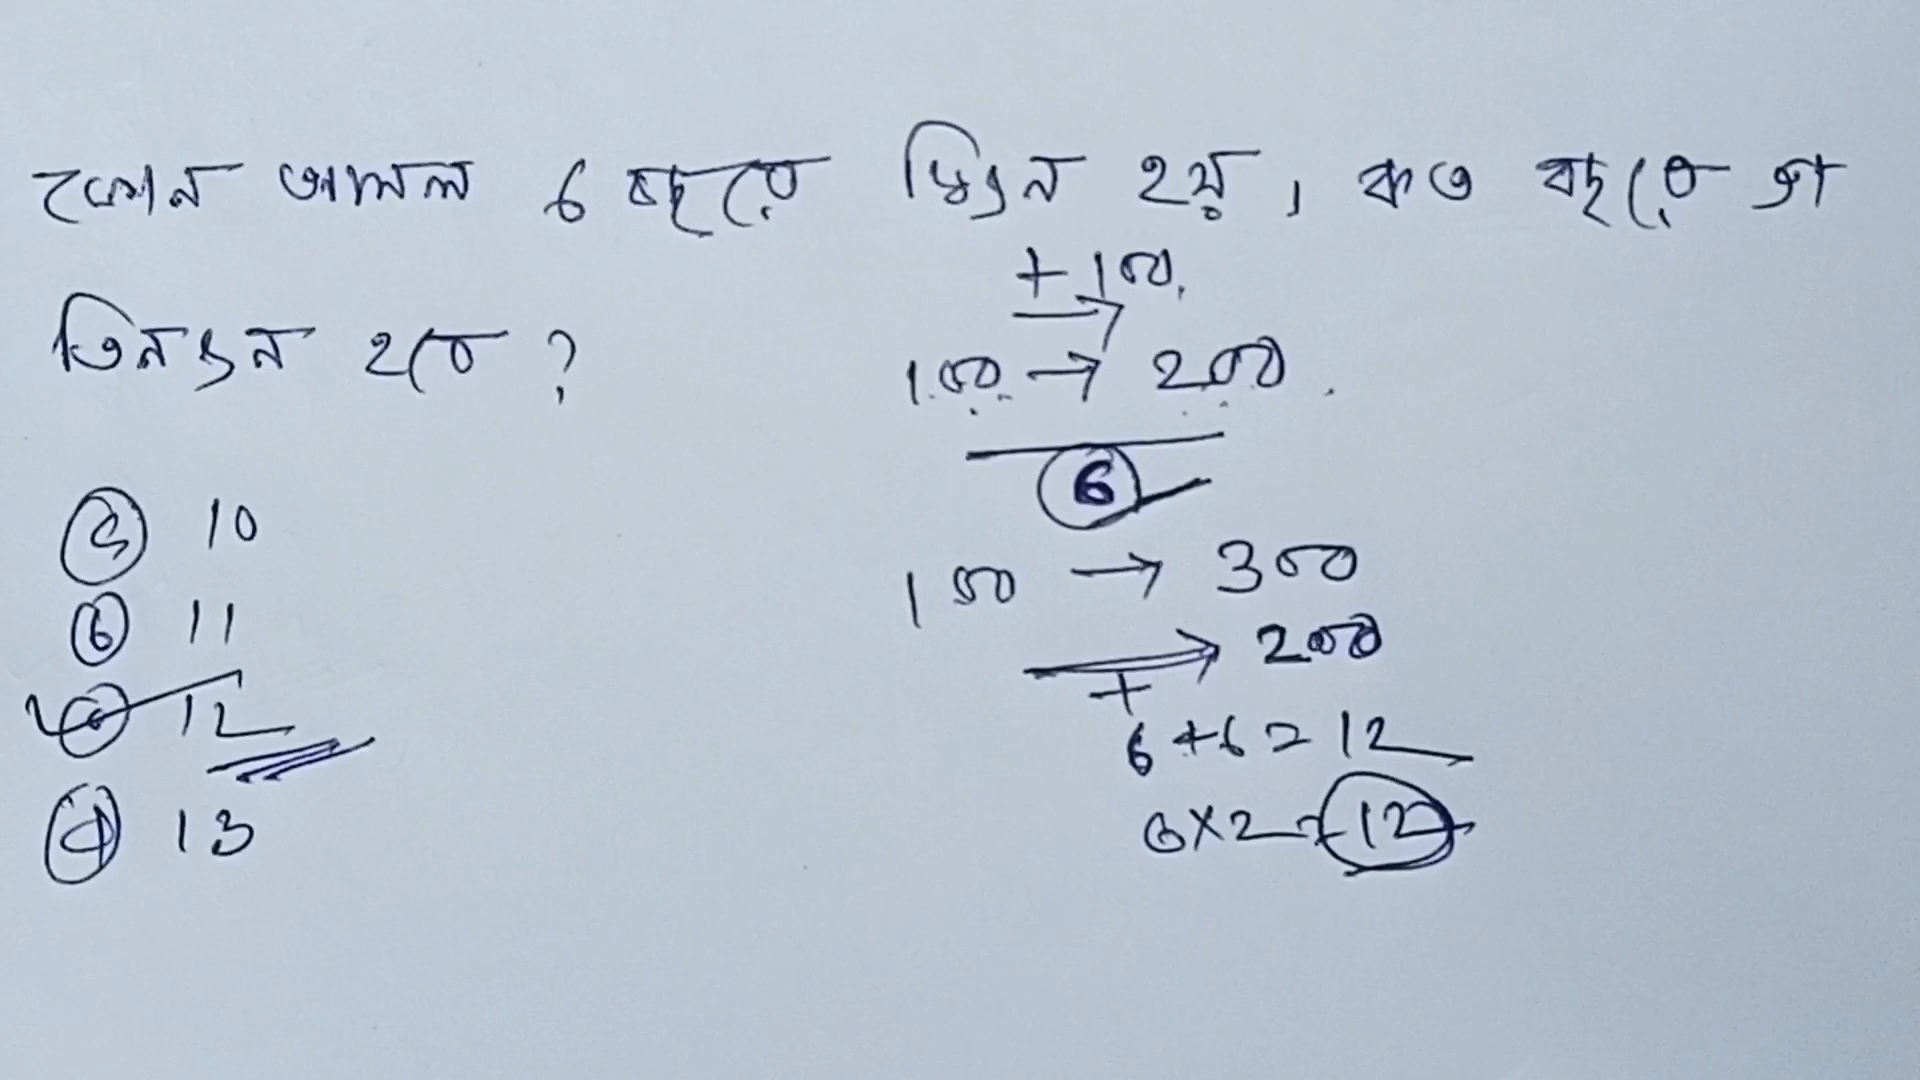 কোন আসল 6 বছরে দ্বিগুন হয়, কত বছরে তা
তিনগুন হবে ?
10
11
12
13
+100
100 → 200
6
100 → 300
→ 200
+
6+6=12
6×2=12